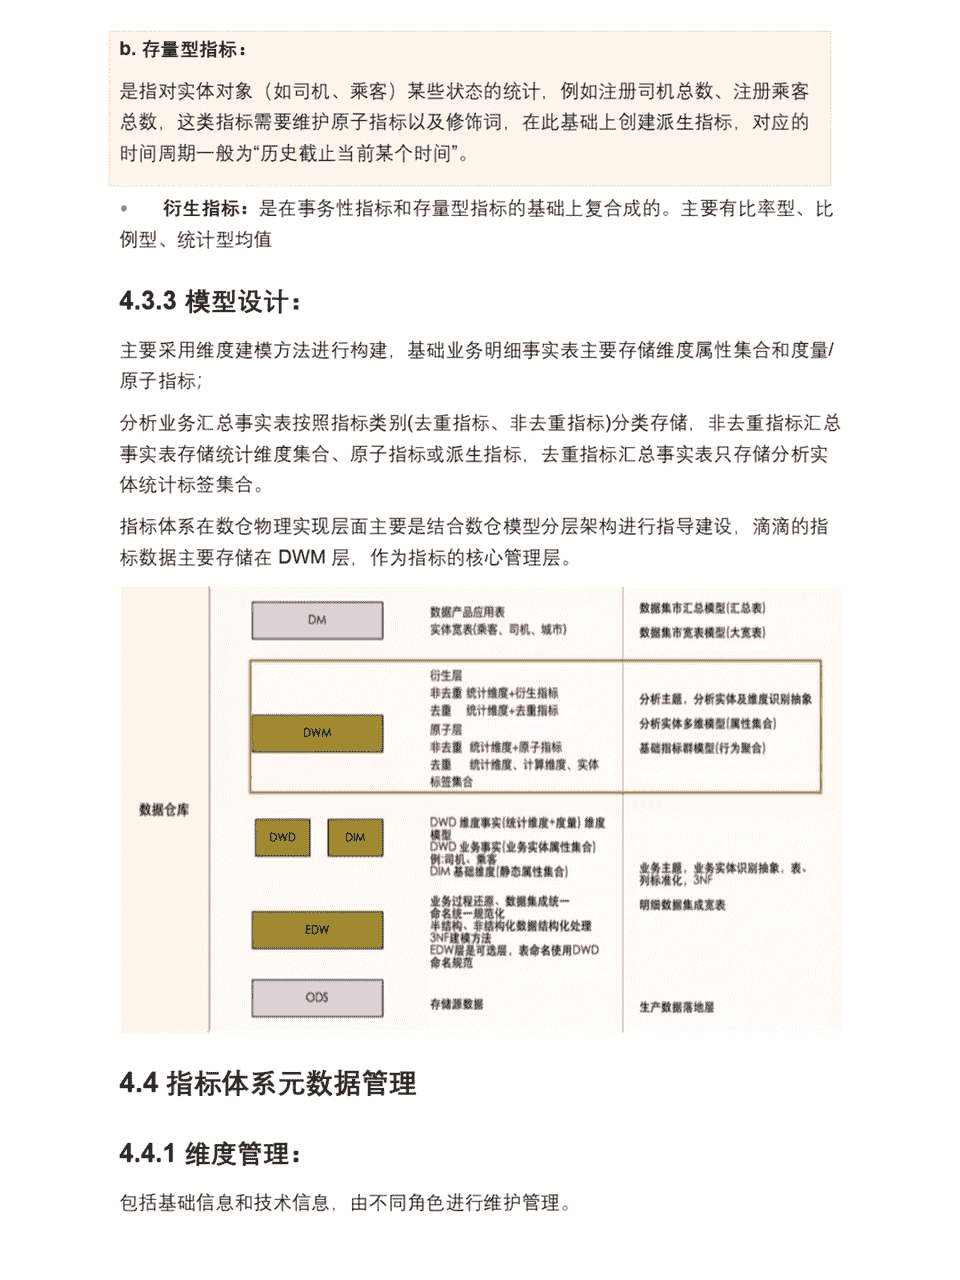 b. 存量型指标：
是指对实体对象（如司机、乘客）某些状态的统计，例如注册司机总数、注册乘客
总数，这类指标需要维护原子指标以及修饰词，在此基础上创建派生指标，对应的
时间周期一般为“历史截止当前某个时间”。
• 衍生指标：是在事务性指标和存量型指标的基础上复合成的。主要有比率型、比
例型、统计型均值
4.3.3 模型设计：
主要采用维度建模方法进行构建，基础业务明细事实表主要存储维度属性集合和度量/
原子指标；
分析业务汇总事实表按照指标类别(去重指标、非去重指标)分类存储，非去重指标汇总
事实表存储统计维度集合、原子指标或派生指标，去重指标汇总事实表只存储分析实
体统计标签集合。
指标体系在数仓物理实现层面主要是结合数仓模型分层架构进行指导建设，滴滴的指
标数据主要存储在 DWM 层，作为指标的核心管理层。
数据仓库
DM
数据产品应用表
实体宽表(乘客、司机、城市)
数据集市汇总模型(汇总表)
数据集市宽表模型(大宽表)
DWM
衍生层
非去重 统计维度+衍生指标
去重 统计维度+去重指标
原子层
非去重 统计维度+原子指标
去重 统计维度、计算维度、实体
标签集合
分析主题，分析实体及维度识别抽象
分析实体多维模型(属性集合)
基础指标群模型(行为聚合)
DWD
DIM
DWD 维度事实(统计维度+度量) 维度
模型
DWD 业务事实(业务实体属性集合)
例:司机、乘客
DIM 基础维度(静态属性集合)
业务主题，业务实体识别抽象，表、
列标准化，3NF
明细数据集成宽表
EDW
业务过程还原、数据集成统一
命名统一规范化
半结构、非结构化数据结构化处理
3NF建模方法
EDW层是可选层，表命名使用DWD
命名规范
ODS
存储源数据
生产数据落地层
4.4 指标体系元数据管理
4.4.1 维度管理：
包括基础信息和技术信息，由不同角色进行维护管理。